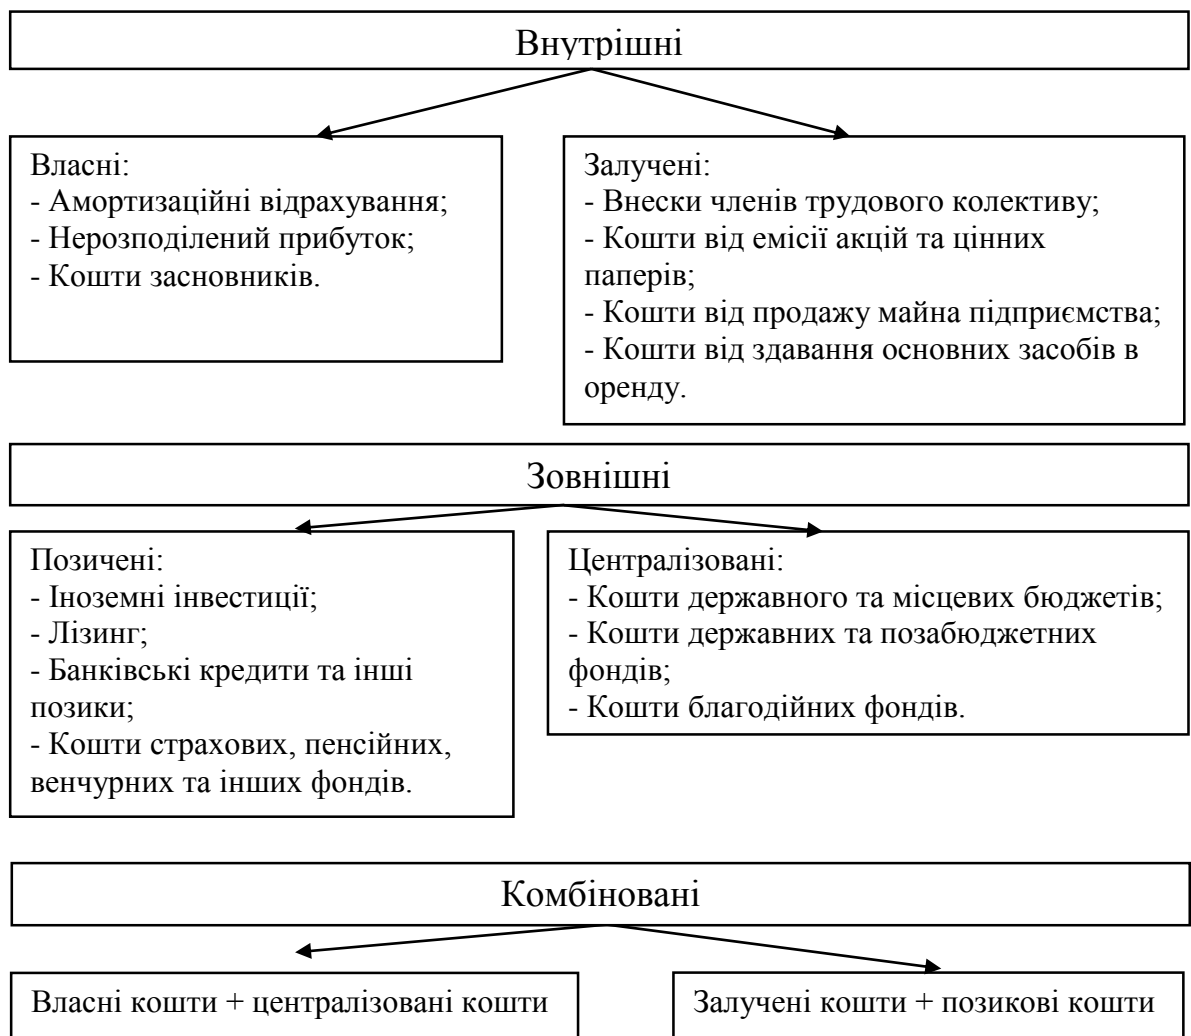 Внутрішні
Власні:
- Амортизаційні відрахування;
- Нерозподілений прибуток;
- Кошти засновників.
Залучені:
- Внески членів трудового колективу;
- Кошти від емісії акцій та цінних
паперів;
- Кошти від продажу майна підприємства;
- Кошти від здавання основних засобів в
оренду.
Зовнішні
Позичені:
- Іноземні інвестиції;
- Лізинг;
- Банківські кредити та інші
позики;
- Кошти страхових, пенсійних,
венчурних та інших фондів.
Централізовані:
- Кошти державного та місцевих бюджетів;
- Кошти державних та позабюджетних
фондів;
- Кошти благодійних фондів.
Комбіновані
Власні кошти + централізовані кошти
Залучені кошти + позикові кошти